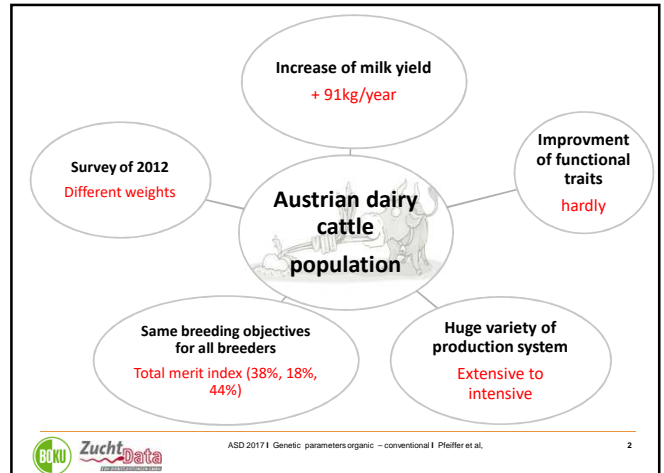 Increase of milk yield
+ 91kg/year
Improvment
of functional
traits
hardly
Survey of 2012
Different weights
Austrian dairy
cattle
population
Same breeding objectives
for all breeders
Total merit index (38%, 18%,
44%)
Huge variety of
production system
Extensive to
intensive
BOKU
ZuchtData
ASD 2017 I Genetic parameters organic – conventional I Pfeiffer et al,
2